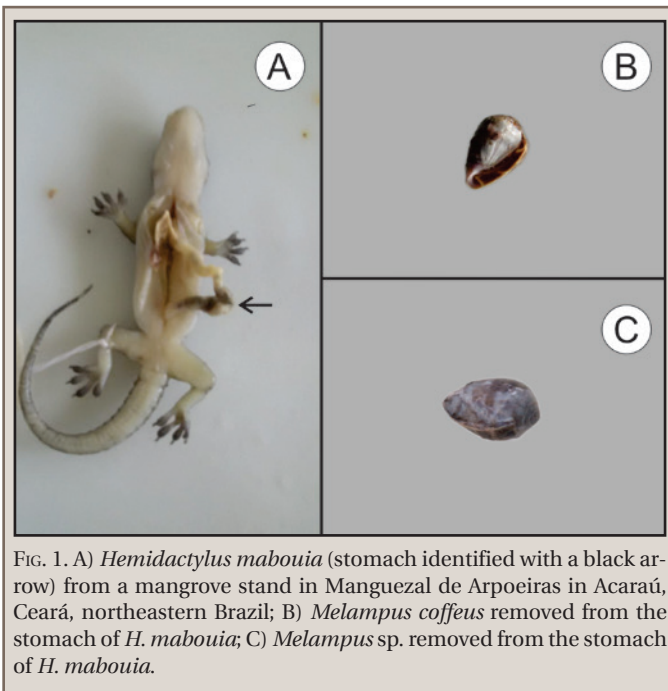 A
B
C
FIG. 1. A) Hemidactylus mabouia (stomach identified with a black ar-
row) from a mangrove stand in Manguezal de Arpoeiras in Acaraú,
Ceará, northeastern Brazil; B) Melampus coffeus removed from the
stomach of H. mabouia; C) Melampus sp. removed from the stomach
of H. mabouia.